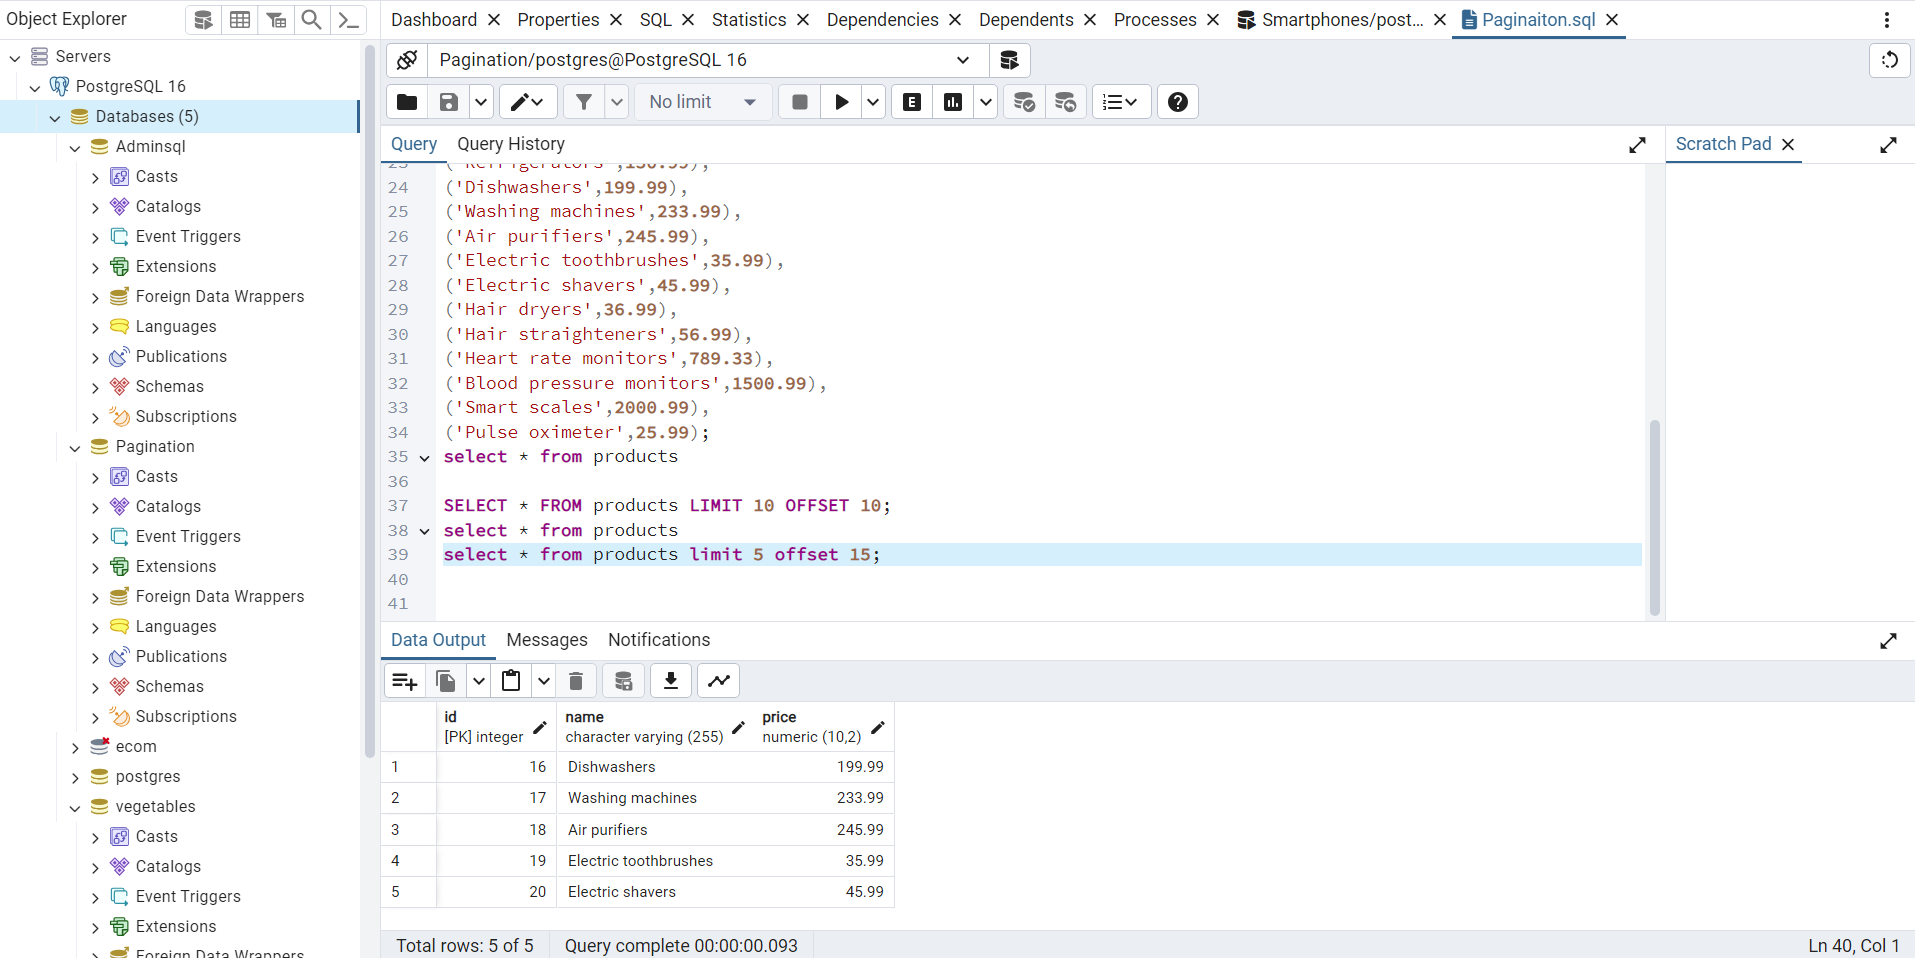 Object Explorer
Dashboard
Properties
SQL
Statistics
Dependencies
Dependents
Processes
Smartphones/post...
Paginaiton.sql
Servers
PostgreSQL 16
Databases (5)
Adminsql
Casts
Catalogs
Event Triggers
Extensions
Foreign Data Wrappers
Languages
Publications
Schemas
Subscriptions
Pagination
Casts
Catalogs
Event Triggers
Extensions
Foreign Data Wrappers
Languages
Publications
Schemas
Subscriptions
ecom
postgres
vegetables
Casts
Catalogs
Event Triggers
Extensions
Foreign Data Wrappers
Pagination/postgres@PostgreSQL 16
No limit
E
Query
Query History
Scratch Pad
23 ('Refrigerators',150.99),
24 ('Dishwashers',199.99),
25 ('Washing machines',233.99),
26 ('Air purifiers',245.99),
27 ('Electric toothbrushes',35.99),
28 ('Electric shavers',45.99),
29 ('Hair dryers',36.99),
30 ('Hair straighteners',56.99),
31 ('Heart rate monitors',789.33),
32 ('Blood pressure monitors',1500.99),
33 ('Smart scales',2000.99),
34 ('Pulse oximeter',25.99);
35 select * from products
36
37 SELECT * FROM products LIMIT 10 OFFSET 10;
38 select * from products
39 select * from products limit 5 offset 15;
40
41
Data Output
Messages
Notifications
id name price
[PK] integer character varying (255) numeric (10,2)
1 16 Dishwashers 199.99
2 17 Washing machines 233.99
3 18 Air purifiers 245.99
4 19 Electric toothbrushes 35.99
5 20 Electric shavers 45.99
Total rows: 5 of 5
Query complete 00:00:00.093
Ln 40, Col 1